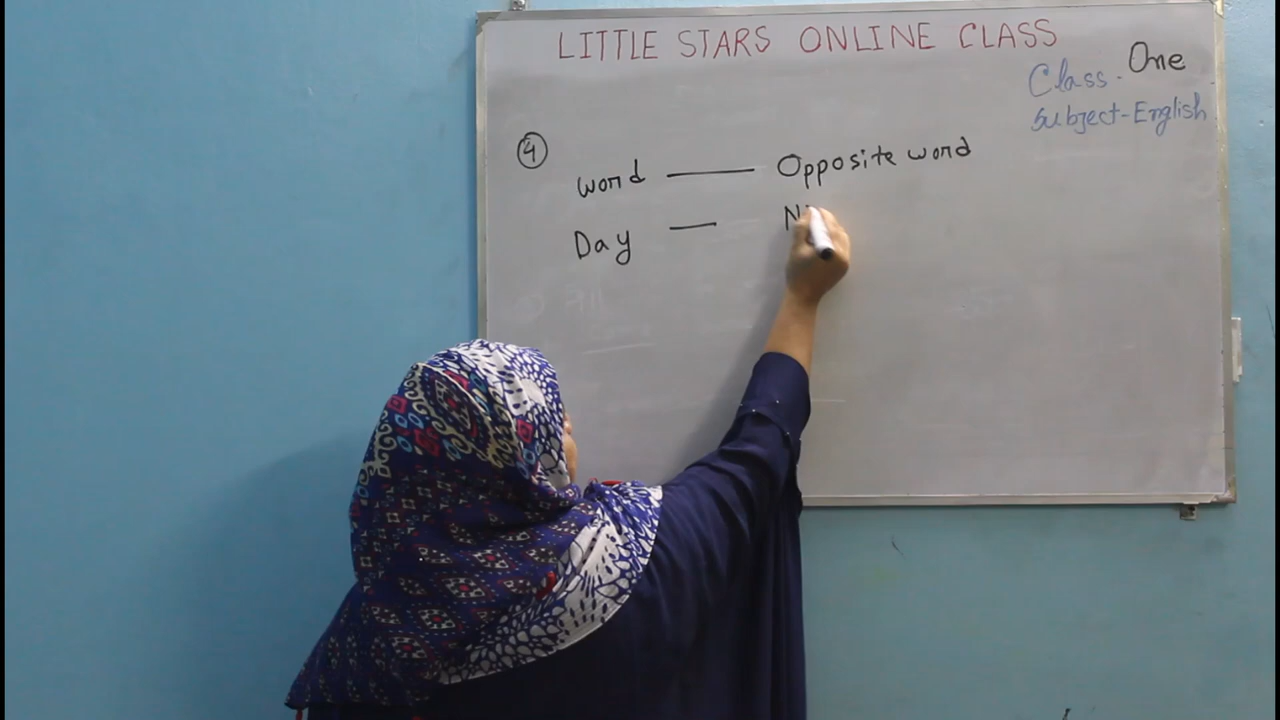 LITTLE STARS ONLINE CLASS
Class - One
Subject - English
④
word — Opposite word
Day — N